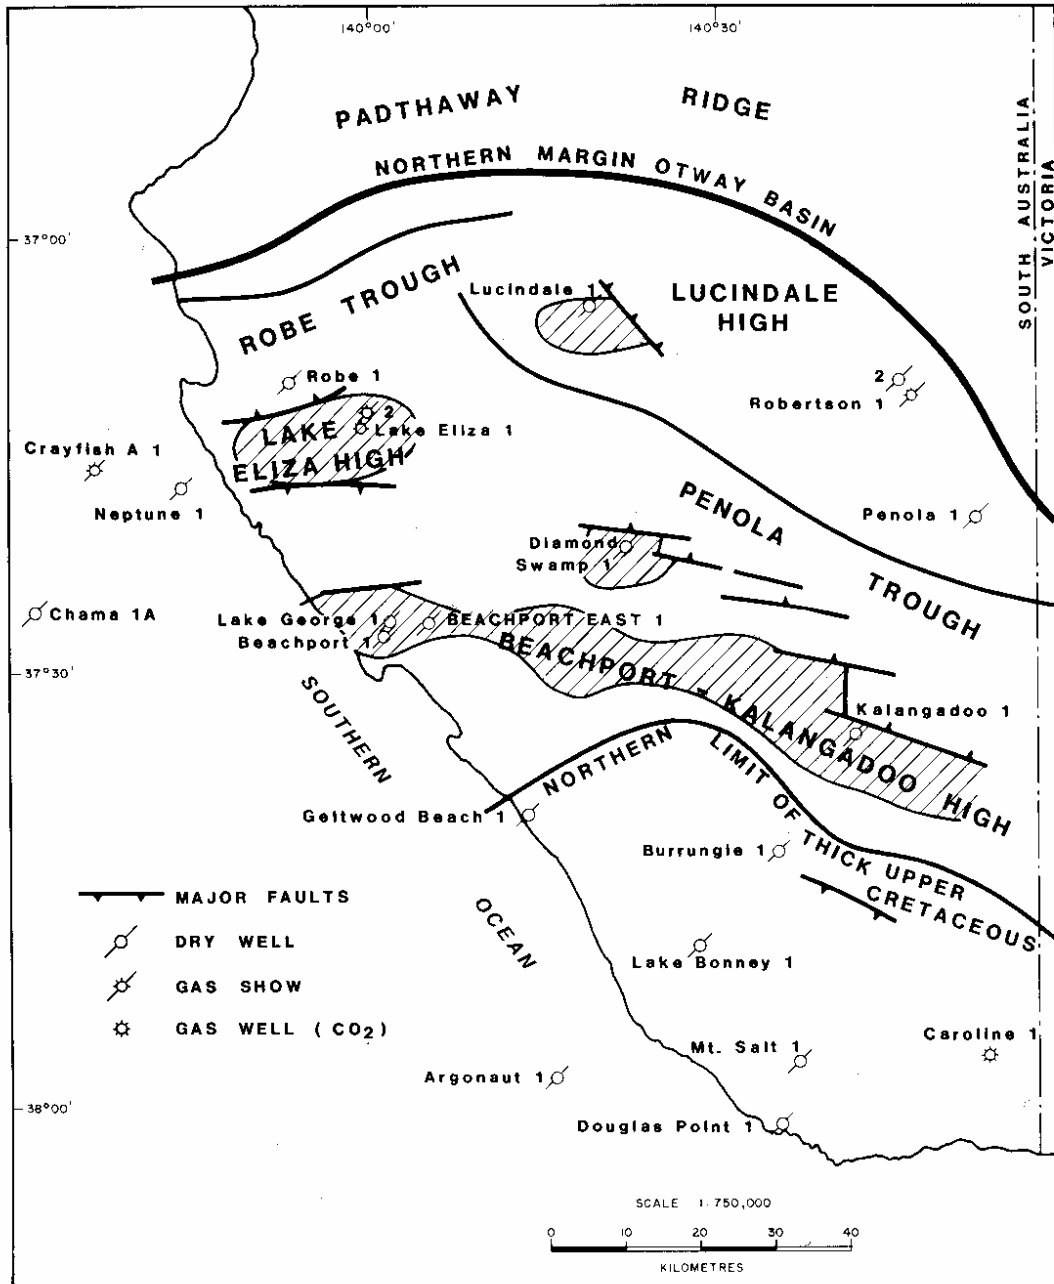 140°00'
140°30'
PADTHAWAY RIDGE
NORTHERN MARGIN OTWAY BASIN
SOUTH AUSTRALIA
VICTORIA
37°00'
ROBE TROUGH
Lucindale 1
LUCINDALE
HIGH
Robe 1
2
Robertson 1
2
LAKE
Lake Eliza 1
ELIZA HIGH
Crayfish A 1
Neptune 1
PENOLA
TROUGH
Penola 1
Diamond
Swamp 1
Chama 1A
Lake George 1
BEACHPORT EAST 1
Beachport 1
BEACHPORT - KALANGADOO HIGH
37°30'
Kalangadoo 1
SOUTHERN
OCEAN
NORTHERN LIMIT OF THICK UPPER
CRETACEOUS
Geltwood Beach 1
Burrungie 1
MAJOR FAULTS
DRY WELL
GAS SHOW
GAS WELL (CO2)
Lake Bonney 1
Caroline 1
Mt. Salt 1
Argonaut 1
38°00'
Douglas Point 1
SCALE 1:750,000
0 10 20 30 40
KILOMETRES